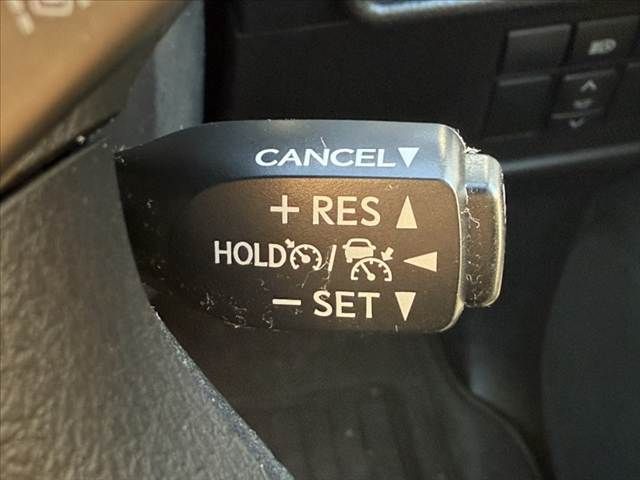 CANCEL▼
+ RES ▲
HOLD / ◀
− SET ▼